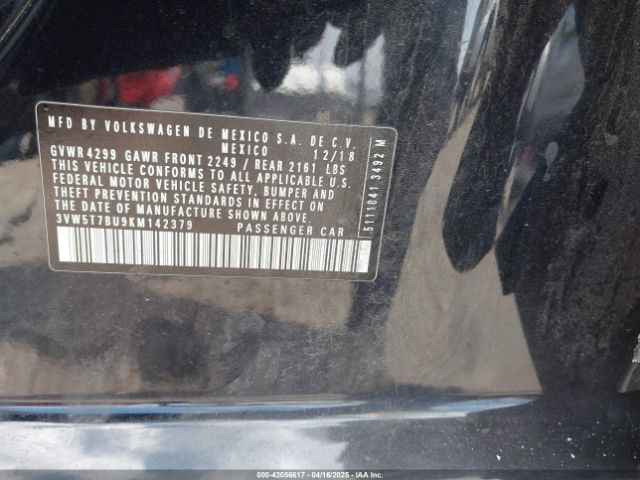 MFD BY VOLKSWAGEN DE MEXICO S.A. DE C.V.
MEXICO 12/18
GVWR 4299 GAWR FRONT 2249 / REAR 2161 LBS
THIS VEHICLE CONFORMS TO ALL APPLICABLE U.S.
FEDERAL MOTOR VEHICLE SAFETY, BUMPER AND
THEFT PREVENTION STANDARDS IN EFFECT ON
THE DATE OF MANUFACTURE SHOWN ABOVE
3VW5T7BU9KM142379 PASSENGER CAR
5111841 3492 M
000-42056617 - 04/16/2025 - IAA Inc.